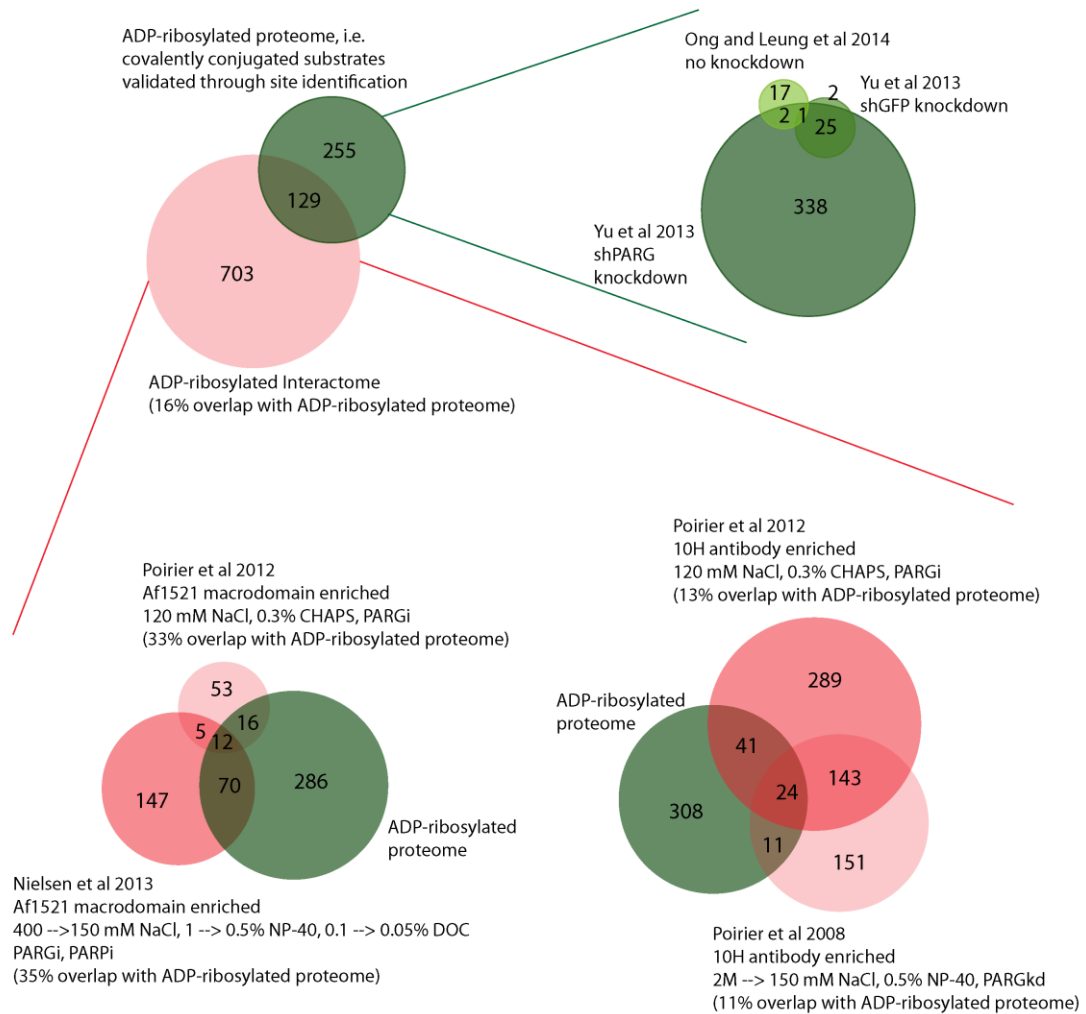 ADP-ribosylated proteome, i.e.
covalently conjugated substrates
validated through site identification
255
129
703
ADP-ribosylated Interactome
(16% overlap with ADP-ribosylated proteome)
Ong and Leung et al 2014
no knockdown
17
2
Yu et al 2013
shGFP knockdown
2 1
25
338
Yu et al 2013
shPARG
knockdown
Poirier et al 2012
Af1521 macrodomain enriched
120 mM NaCl, 0.3% CHAPS, PARGi
(33% overlap with ADP-ribosylated proteome)
53
5
16
12
147
70
286
ADP-ribosylated
proteome
Nielsen et al 2013
Af1521 macrodomain enriched
400 -->150 mM NaCl, 1 --> 0.5% NP-40, 0.1 --> 0.05% DOC
PARGi, PARPi
(35% overlap with ADP-ribosylated proteome)
Poirier et al 2012
10H antibody enriched
120 mM NaCl, 0.3% CHAPS, PARGi
(13% overlap with ADP-ribosylated proteome)
ADP-ribosylated
proteome
289
41
24
143
308
11
151
Poirier et al 2008
10H antibody enriched
2M --> 150 mM NaCl, 0.5% NP-40, PARGkd
(11% overlap with ADP-ribosylated proteome)